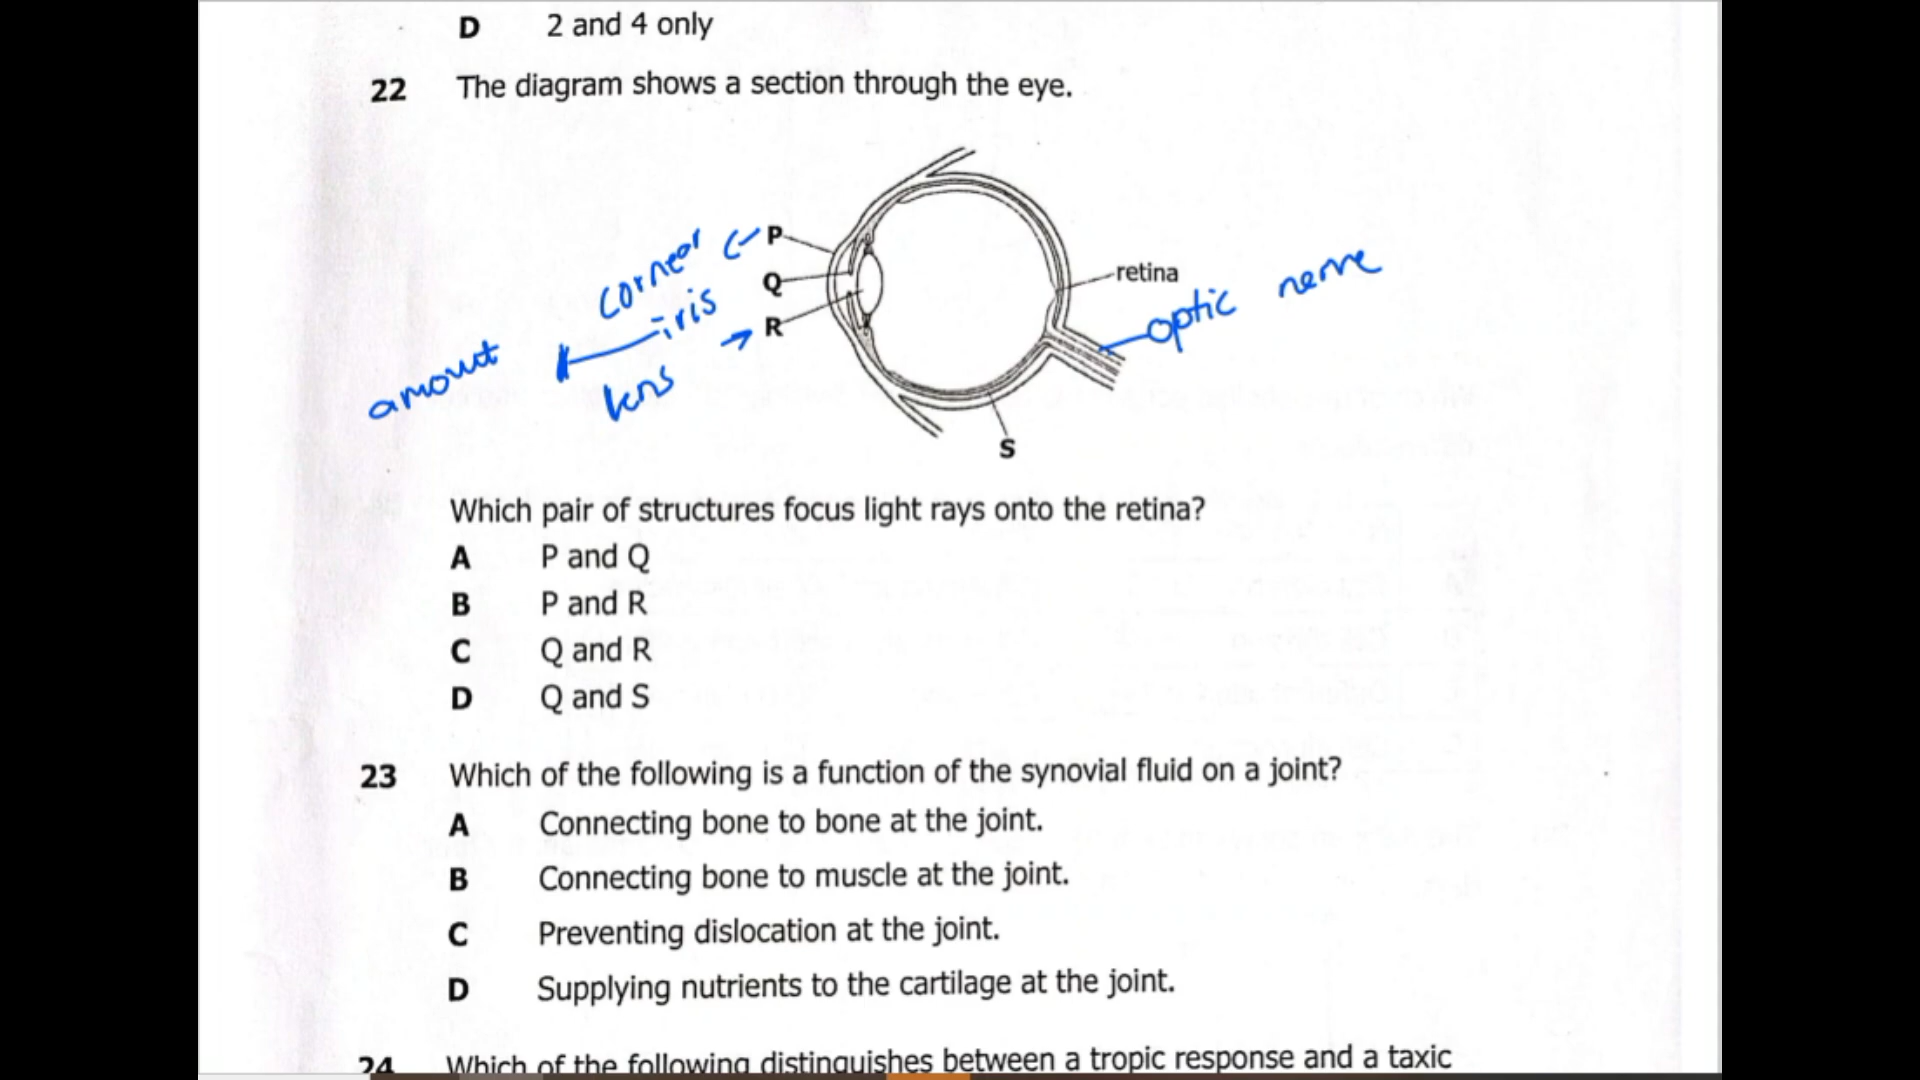 D 2 and 4 only
22 The diagram shows a section through the eye.
P
Q
R
S
retina
cornear
iris
lens
amount
optic nerve
Which pair of structures focus light rays onto the retina?
A P and Q
B P and R
C Q and R
D Q and S
23 Which of the following is a function of the synovial fluid on a joint?
A Connecting bone to bone at the joint.
B Connecting bone to muscle at the joint.
C Preventing dislocation at the joint.
D Supplying nutrients to the cartilage at the joint.
24 Which of the following distinguishes between a tropic response and a taxic